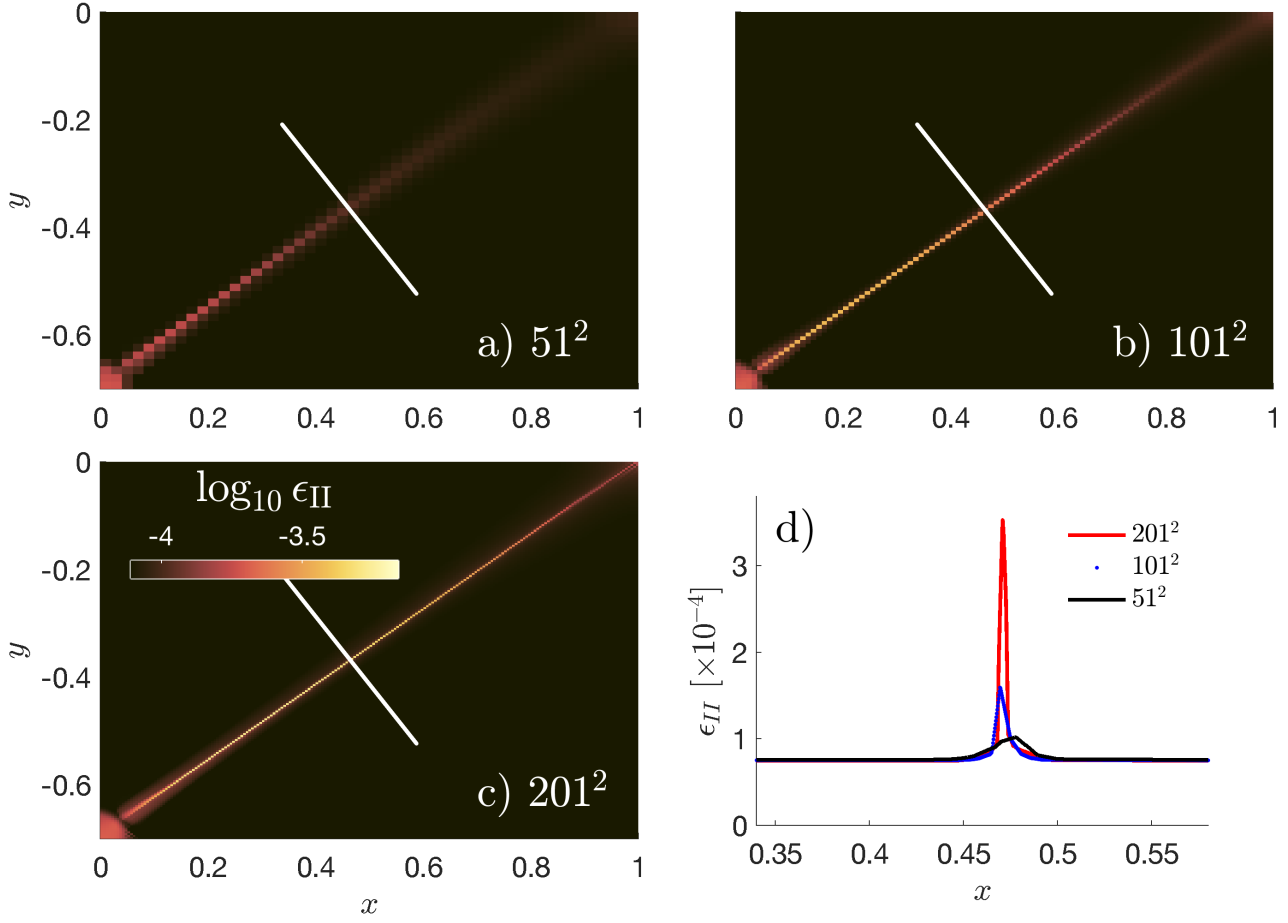 0
-0.2
-0.4
-0.6
y
a) 51²
0 0.2 0.4 0.6 0.8 1
b) 101²
0 0.2 0.4 0.6 0.8 1
0
-0.2
-0.4
-0.6
y
log₁₀ ϵ_II
-4 -3.5
c) 201²
0 0.2 0.4 0.6 0.8 1
x
d)
201²
101²
51²
3
2
1
0
ϵ_II [×10⁻⁴]
0.35 0.4 0.45 0.5 0.55
x